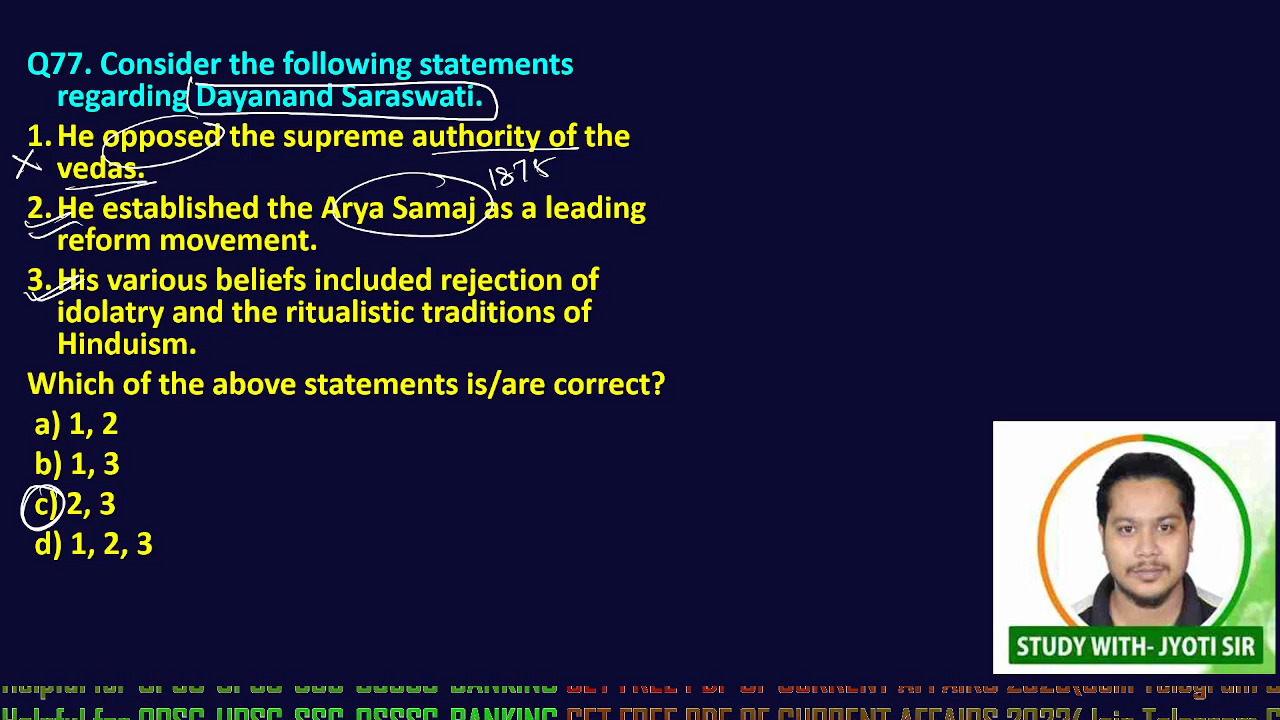 Q77. Consider the following statements
regarding Dayanand Saraswati.
1. He opposed the supreme authority of the
vedas.
1875
2. He established the Arya Samaj as a leading
reform movement.
3. His various beliefs included rejection of
idolatry and the ritualistic traditions of
Hinduism.
Which of the above statements is/are correct?
a) 1, 2
b) 1, 3
c) 2, 3
d) 1, 2, 3
STUDY WITH- JYOTI SIR